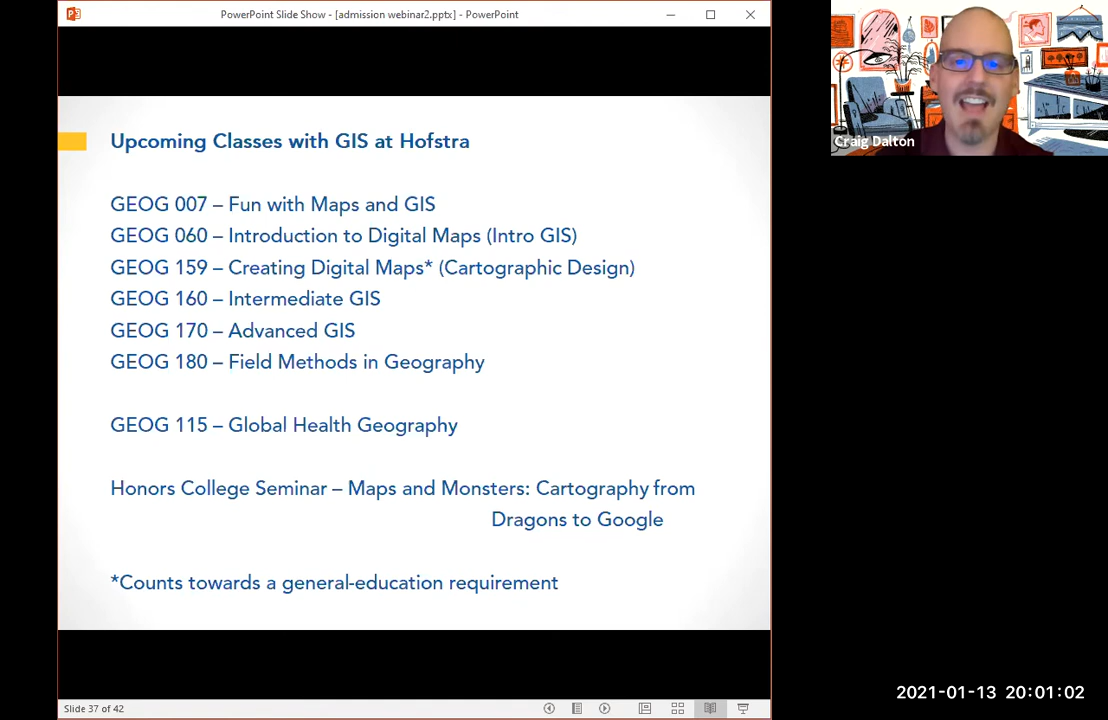 PowerPoint Slide Show - [admission webinar2.pptx] - PowerPoint
Upcoming Classes with GIS at Hofstra
GEOG 007 – Fun with Maps and GIS
GEOG 060 – Introduction to Digital Maps (Intro GIS)
GEOG 159 – Creating Digital Maps* (Cartographic Design)
GEOG 160 – Intermediate GIS
GEOG 170 – Advanced GIS
GEOG 180 – Field Methods in Geography
GEOG 115 – Global Health Geography
Honors College Seminar – Maps and Monsters: Cartography from
Dragons to Google
*Counts towards a general-education requirement
Slide 37 of 42
Craig Dalton
2021-01-13 20:01:02